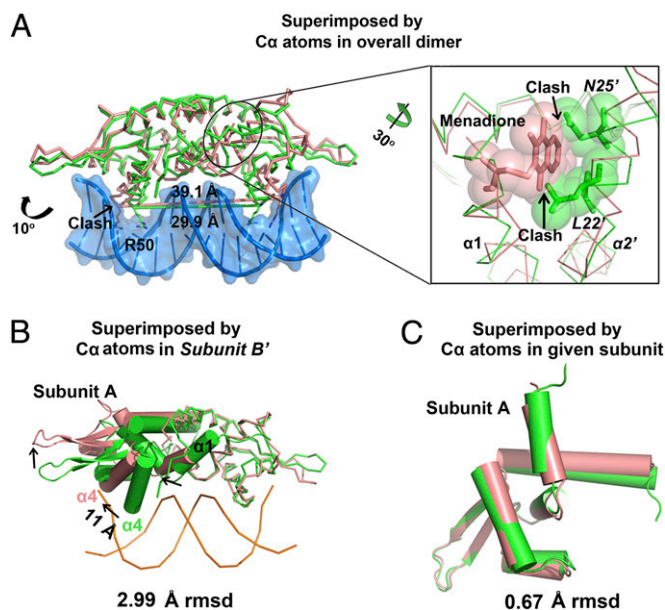 A
Superimposed by
Cα atoms in overall dimer
39.1 Å
29.9 Å
Clash
R50
10º
30º
Clash
N25'
Menadione
Clash
L22'
α1
α2'
B
Superimposed by
Cα atoms in Subunit B'
Subunit A
α1
α4
11 Å
α4
2.99 Å rmsd
C
Superimposed by
Cα atoms in given subunit
Subunit A
0.67 Å rmsd